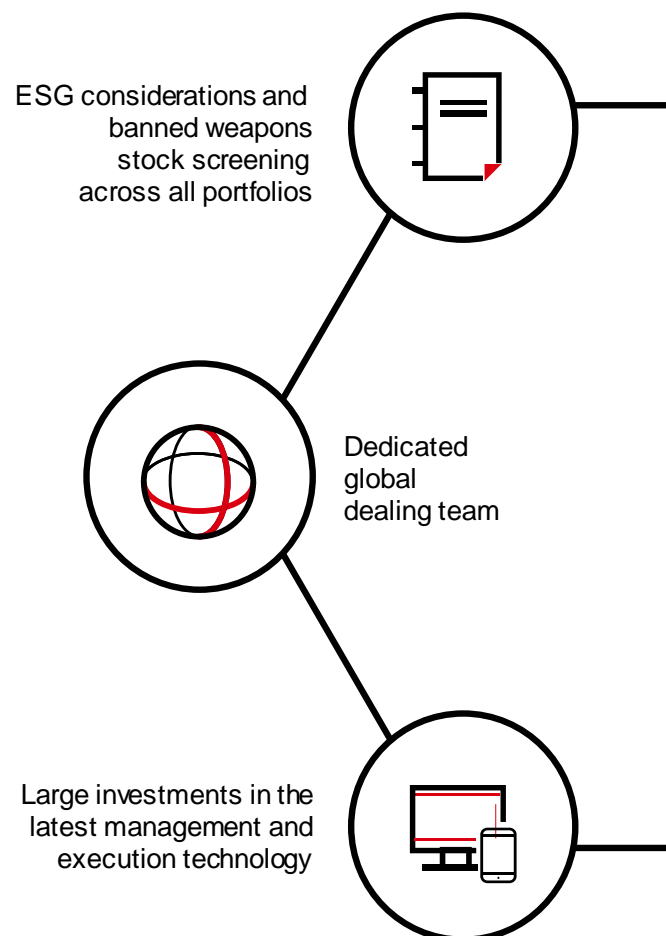 ESG considerations and
banned weapons
stock screening
across all portfolios
Dedicated
global
dealing team
Large investments in the
latest management and
execution technology